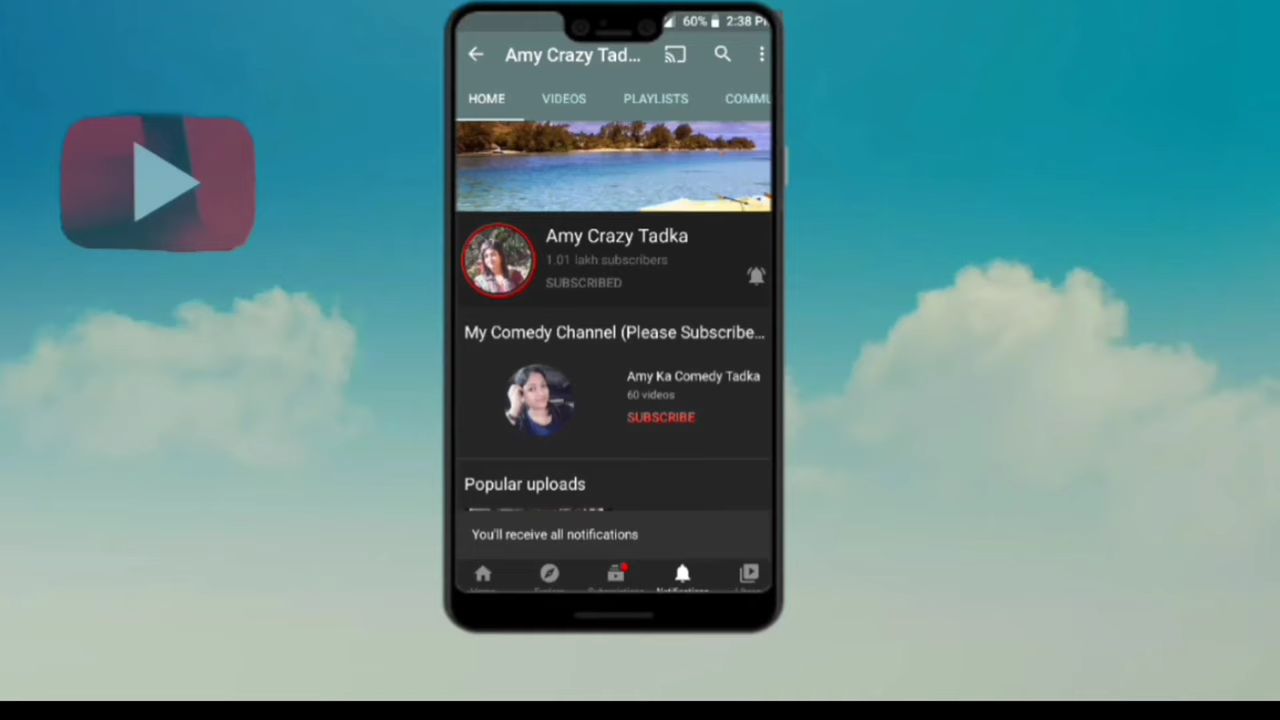 60% 2:38 P
Amy Crazy Tad...
HOME VIDEOS PLAYLISTS COMMU
Amy Crazy Tadka
1.01 lakh subscribers
SUBSCRIBED
My Comedy Channel (Please Subscribe...
Amy Ka Comedy Tadka
60 videos
SUBSCRIBE
Popular uploads
You'll receive all notifications